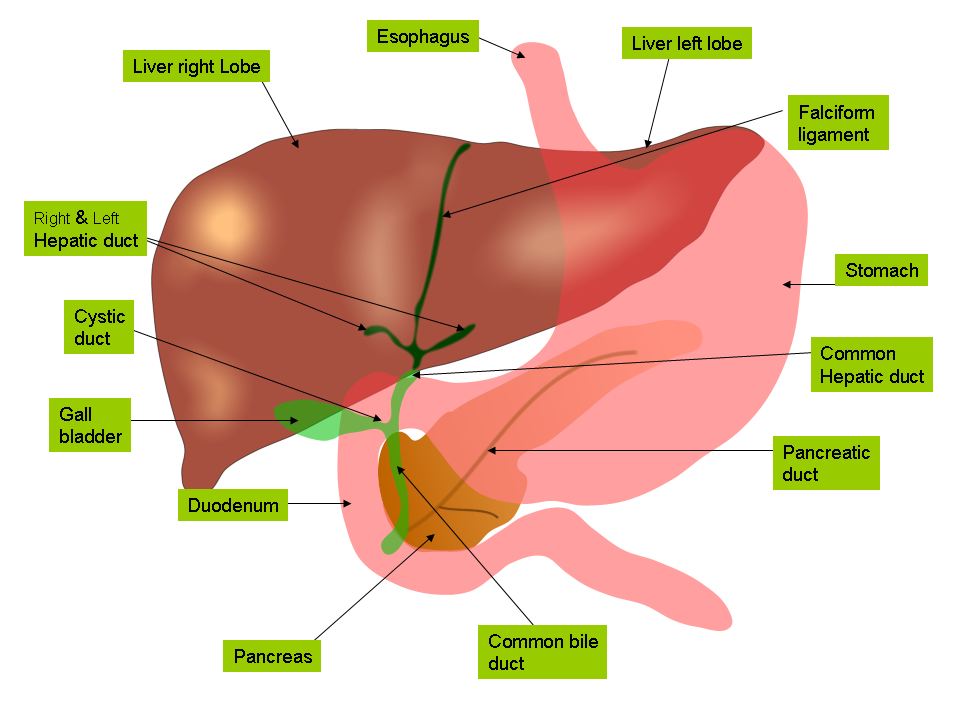 Esophagus
Liver left lobe
Liver right Lobe
Falciform
ligament
Right & Left
Hepatic duct
Stomach
Cystic
duct
Common
Hepatic duct
Gall
bladder
Pancreatic
duct
Duodenum
Common bile
duct
Pancreas